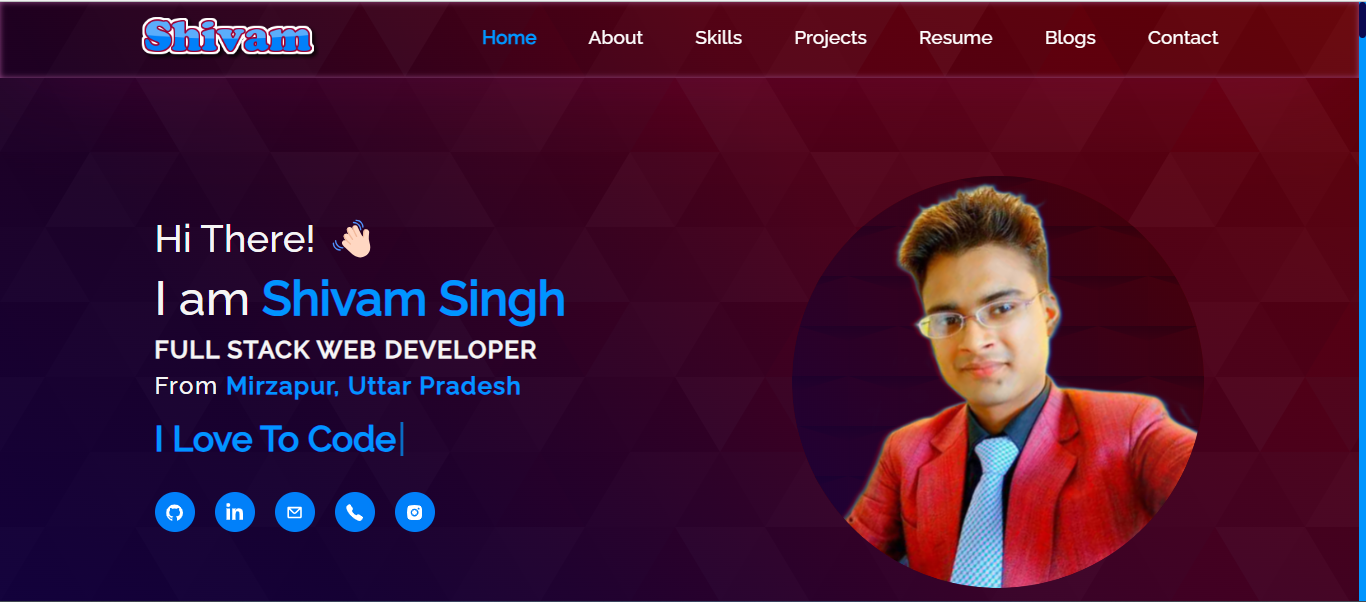 Shivam
Home About Skills Projects Resume Blogs Contact
Hi There!
I am Shivam Singh
FULL STACK WEB DEVELOPER
From Mirzapur, Uttar Pradesh
I Love To Code|
in